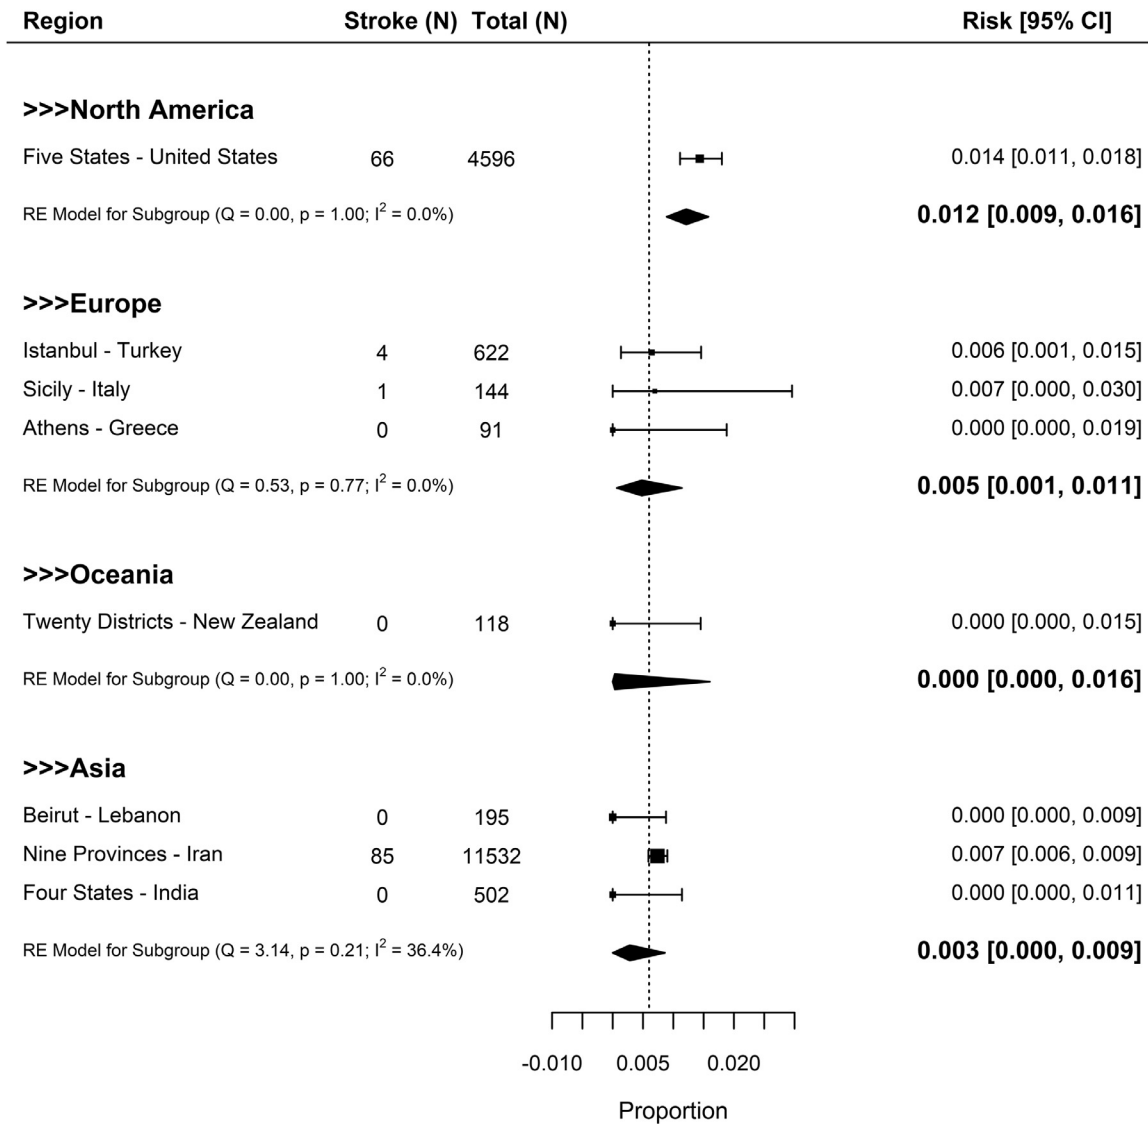 Region Stroke (N) Total (N) Risk [95% CI]
>>>North America
Five States - United States 66 4596 0.014 [0.011, 0.018]
RE Model for Subgroup (Q = 0.00, p = 1.00; I² = 0.0%) 0.012 [0.009, 0.016]
>>>Europe
Istanbul - Turkey 4 622 0.006 [0.001, 0.015]
Sicily - Italy 1 144 0.007 [0.000, 0.030]
Athens - Greece 0 91 0.000 [0.000, 0.019]
RE Model for Subgroup (Q = 0.53, p = 0.77; I² = 0.0%) 0.005 [0.001, 0.011]
>>>Oceania
Twenty Districts - New Zealand 0 118 0.000 [0.000, 0.015]
RE Model for Subgroup (Q = 0.00, p = 1.00; I² = 0.0%) 0.000 [0.000, 0.016]
>>>Asia
Beirut - Lebanon 0 195 0.000 [0.000, 0.009]
Nine Provinces - Iran 85 11532 0.007 [0.006, 0.009]
Four States - India 0 502 0.000 [0.000, 0.011]
RE Model for Subgroup (Q = 3.14, p = 0.21; I² = 36.4%) 0.003 [0.000, 0.009]
-0.010 0.005 0.020
Proportion